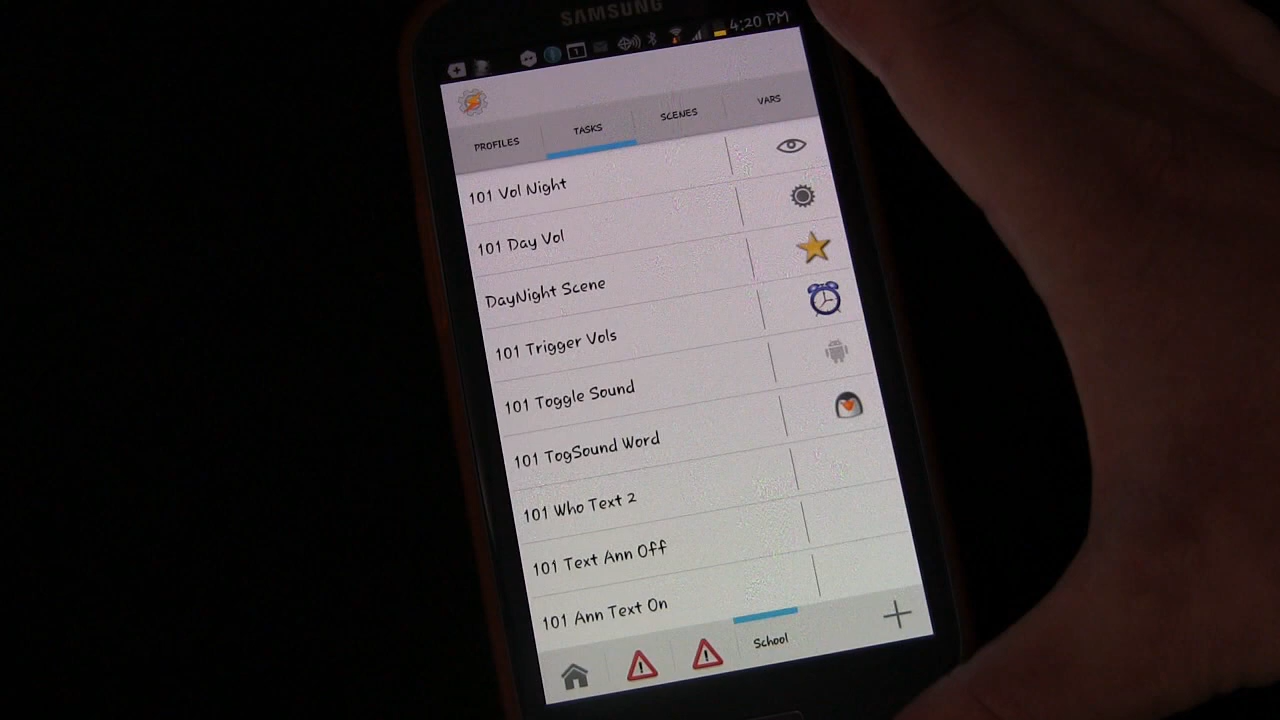 SAMSUNG
4:20 PM
PROFILES TASKS SCENES VARS
101 Vol Night
101 Day Vol
DayNight Scene
101 Trigger Vols
101 Toggle Sound
101 TogSound Word
101 Who Text 2
101 Text Ann Off
101 Ann Text On
School